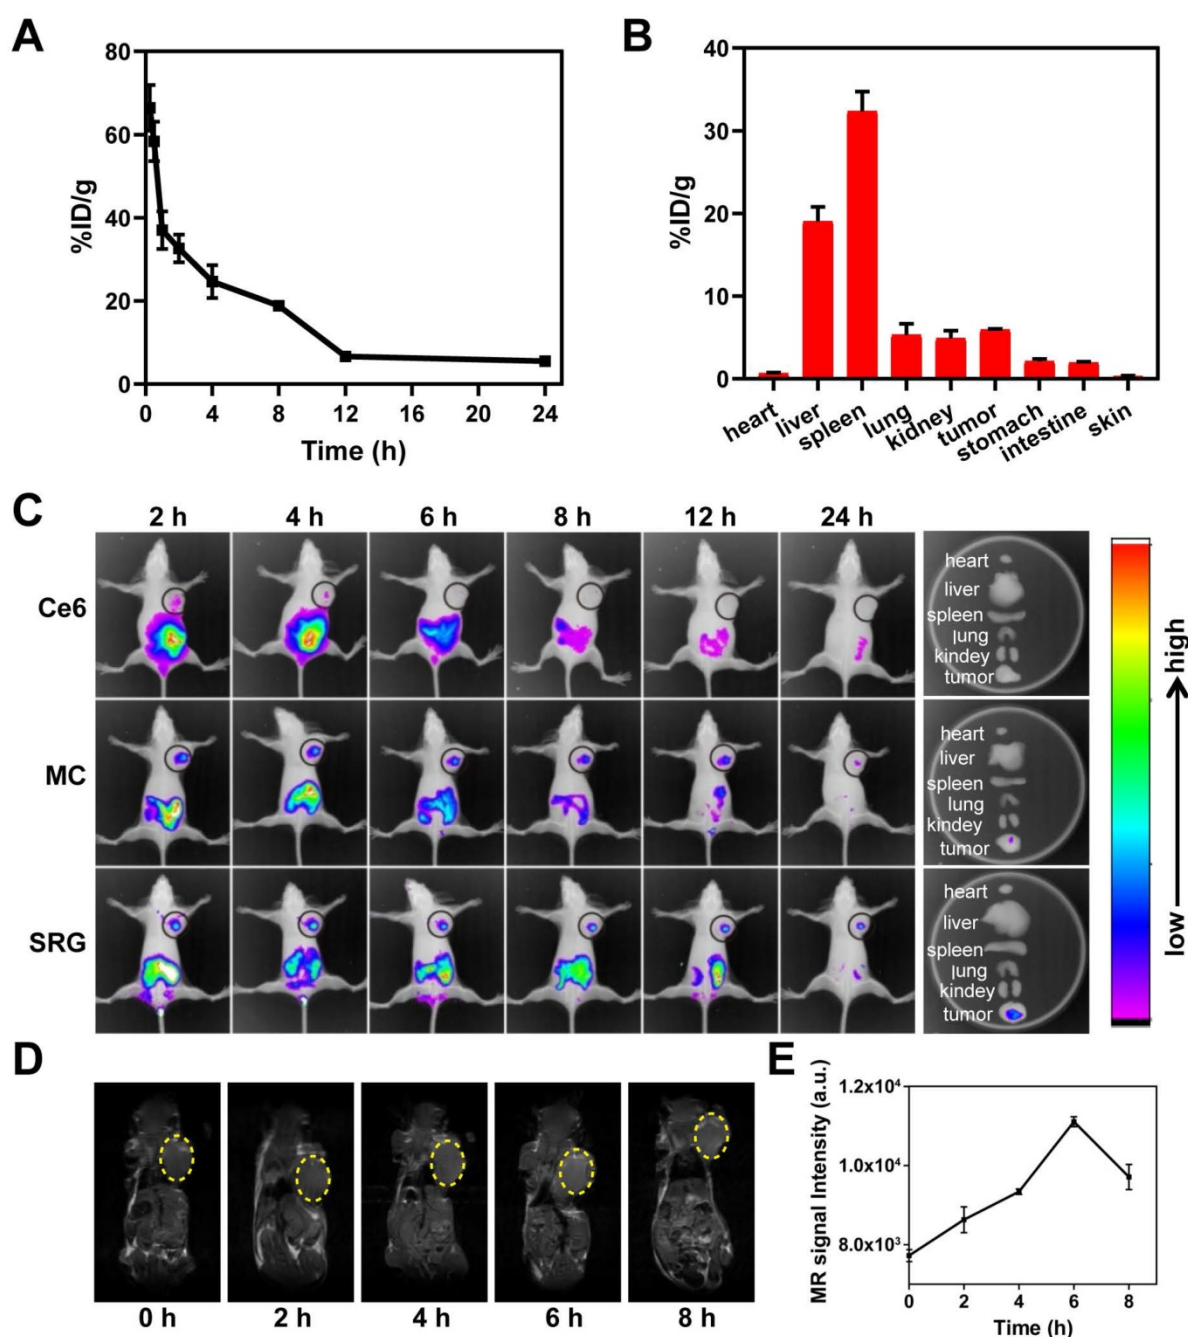 A
80
60
40
20
0
%ID/g
0 4 8 12 16 20 24
Time (h)
B
40
30
20
10
0
%ID/g
heart liver spleen lung kidney tumor stomach intestine skin
C
2 h 4 h 6 h 8 h 12 h 24 h
Ce6
heart
liver
spleen
lung
kindey
tumor
MC
heart
liver
spleen
lung
kindey
tumor
SRG
heart
liver
spleen
lung
kindey
tumor
high
low
D
0 h 2 h 4 h 6 h 8 h
E
MR signal Intensity (a.u.)
1.2x10⁴
1.0x10⁴
8.0x10³
0 2 4 6 8
Time (h)